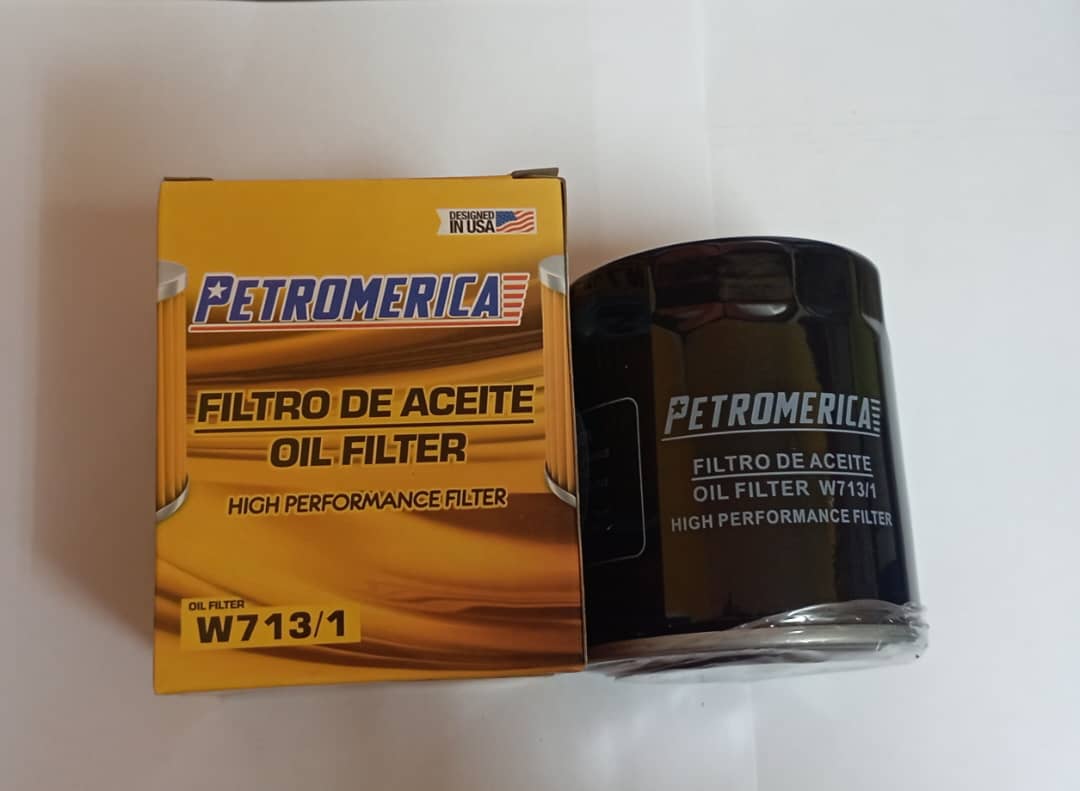 DESIGNED
IN USA
PETROMERICA
FILTRO DE ACEITE
OIL FILTER
HIGH PERFORMANCE FILTER
OIL FILTER
W713/1
PETROMERICA
FILTRO DE ACEITE
OIL FILTER W713/1
HIGH PERFORMANCE FILTER